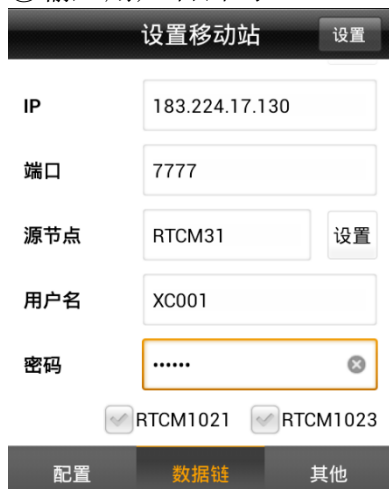 设置移动站 设置
IP 183.224.17.130
端口 7777
源节点 RTCM31 设置
用户名 XC001
密码 ••••••
RTCM1021 RTCM1023
配置 数据链 其他